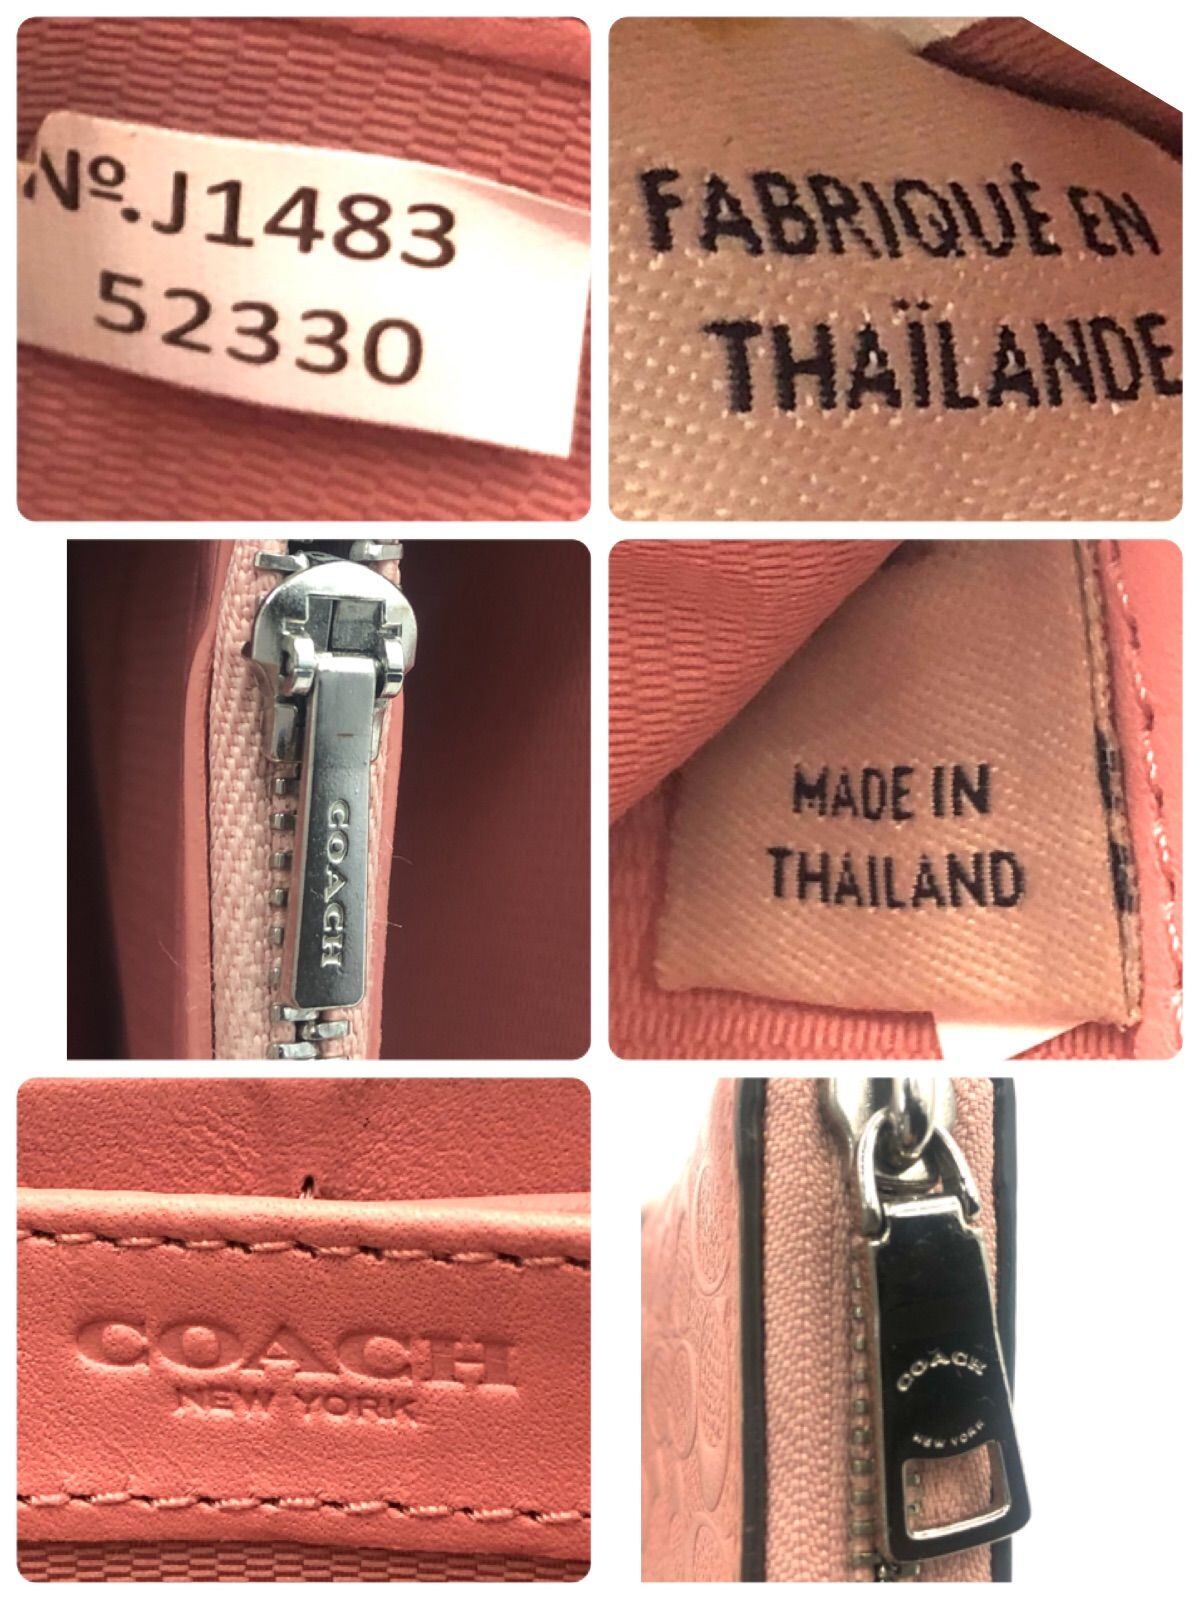 Nº.J1483
52330
FABRIQUÉ EN
THAÏLANDE
COACH
MADE IN
THAILAND
COACH
NEW YORK
COACH
NEW YORK